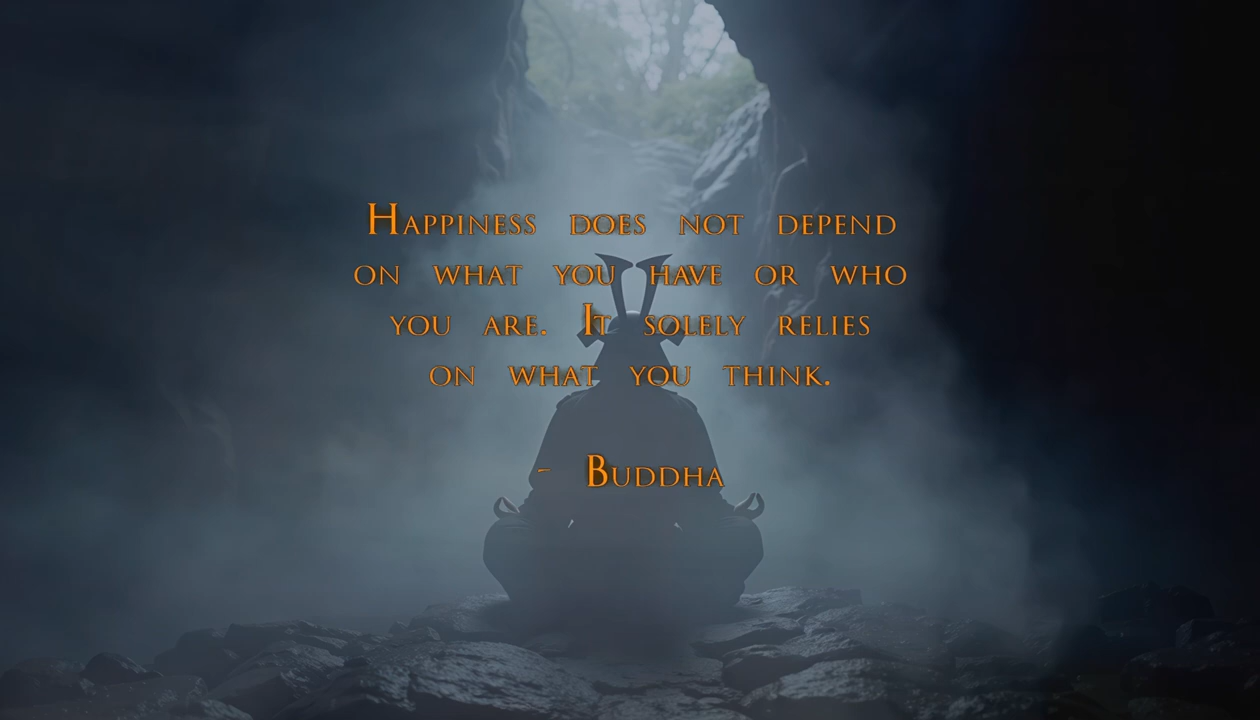 Happiness does not depend
on what you have or who
you are. It solely relies
on what you think.
- Buddha